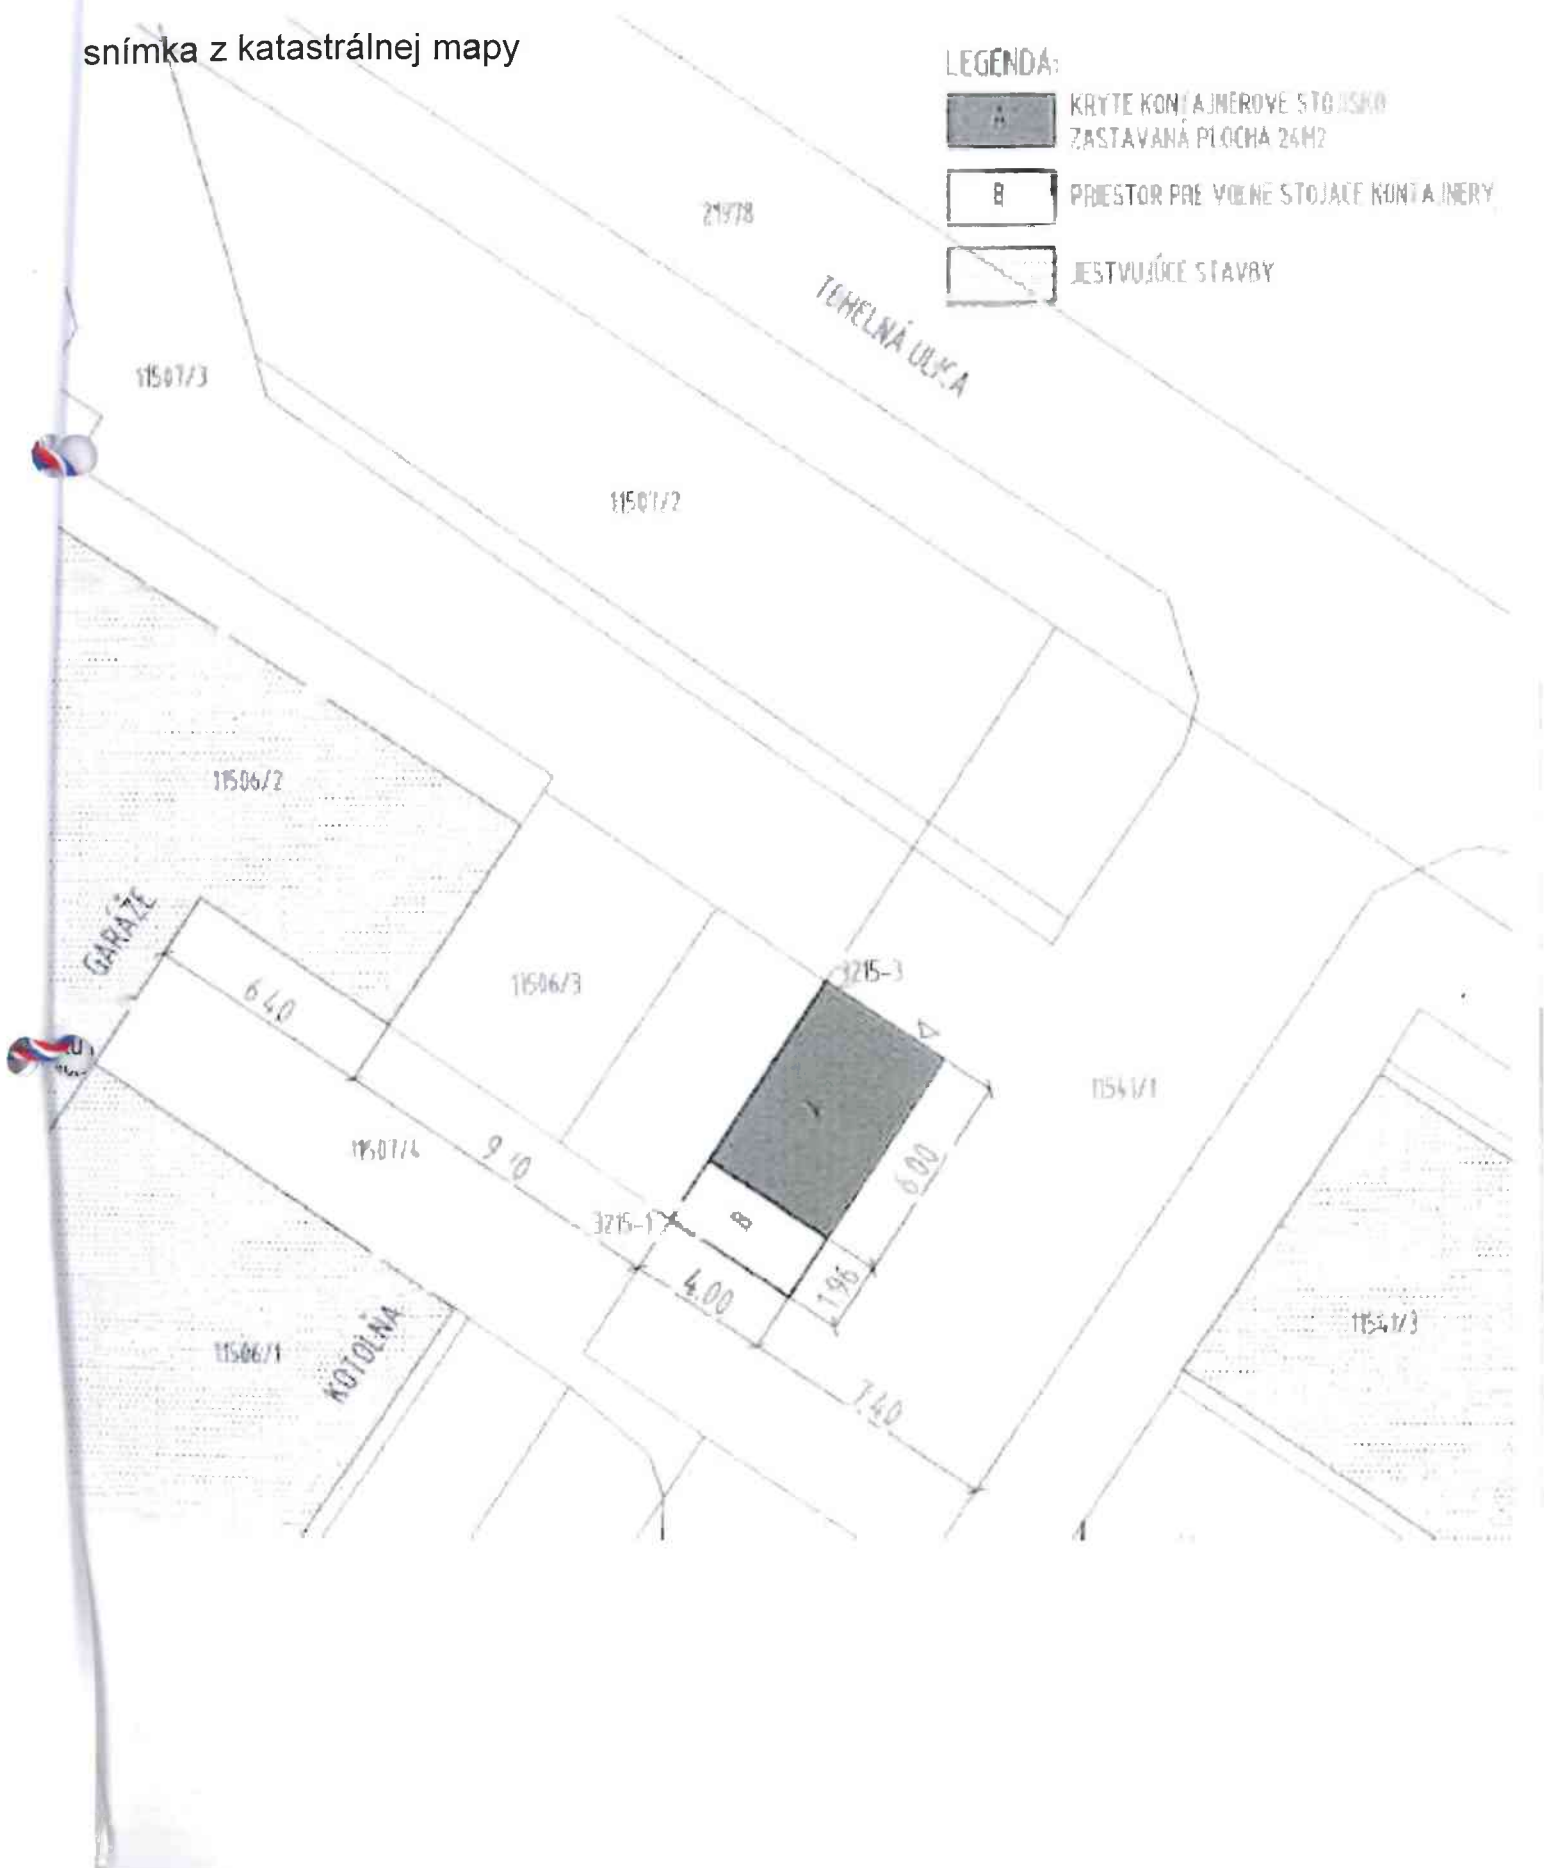 snímka z katastrálnej mapy
LEGENDA:
A
KRYTÉ KONTAJNEROVÉ STOJISKO
ZASTAVANÁ PLOCHA 24M2
B
PRIESTOR PRE VOĽNE STOJACE KONTAJNERY
JESTVUJÚCE STAVBY
21978
TEHELNÁ ULICA
11507/3
11507/2
11506/2
GARÁŽE
6.40
11506/3
3215-3
A
11541/1
11507/4
9.10
6.00
3215-1
B
4.00
1.96
11506/1
KOTOLŇA
11541/3
7.40